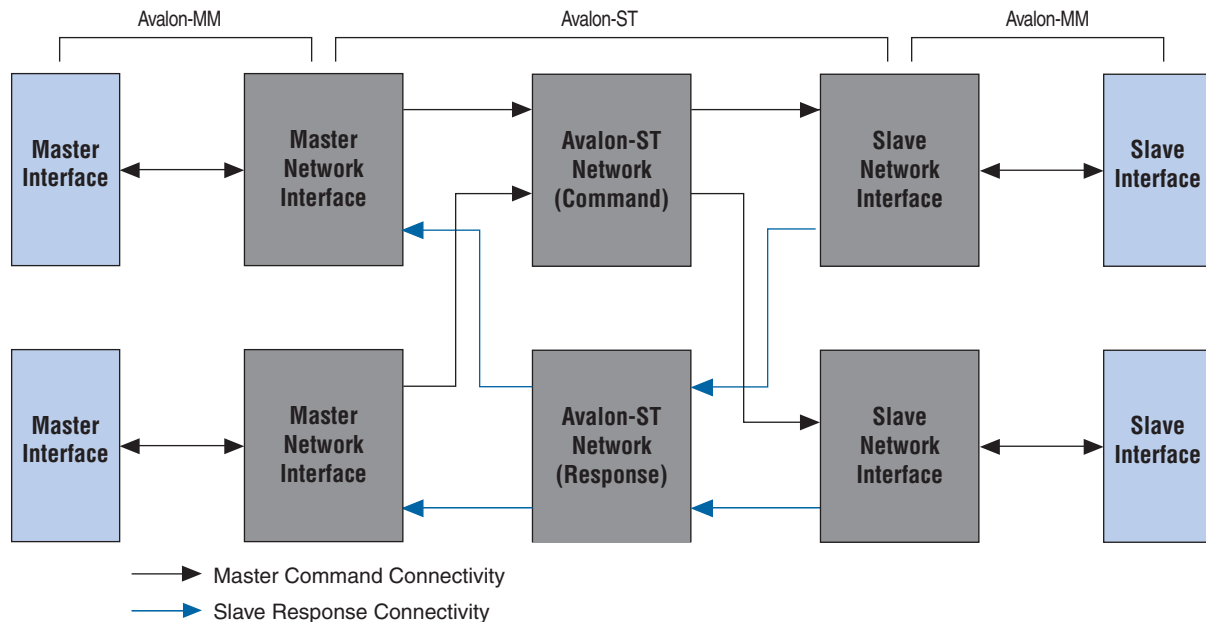 Avalon-MM
Avalon-ST
Avalon-MM
Master
Interface
Master
Network
Interface
Avalon-ST
Network
(Command)
Slave
Network
Interface
Slave
Interface
Master
Interface
Master
Network
Interface
Avalon-ST
Network
(Response)
Slave
Network
Interface
Slave
Interface
Master Command Connectivity
Slave Response Connectivity